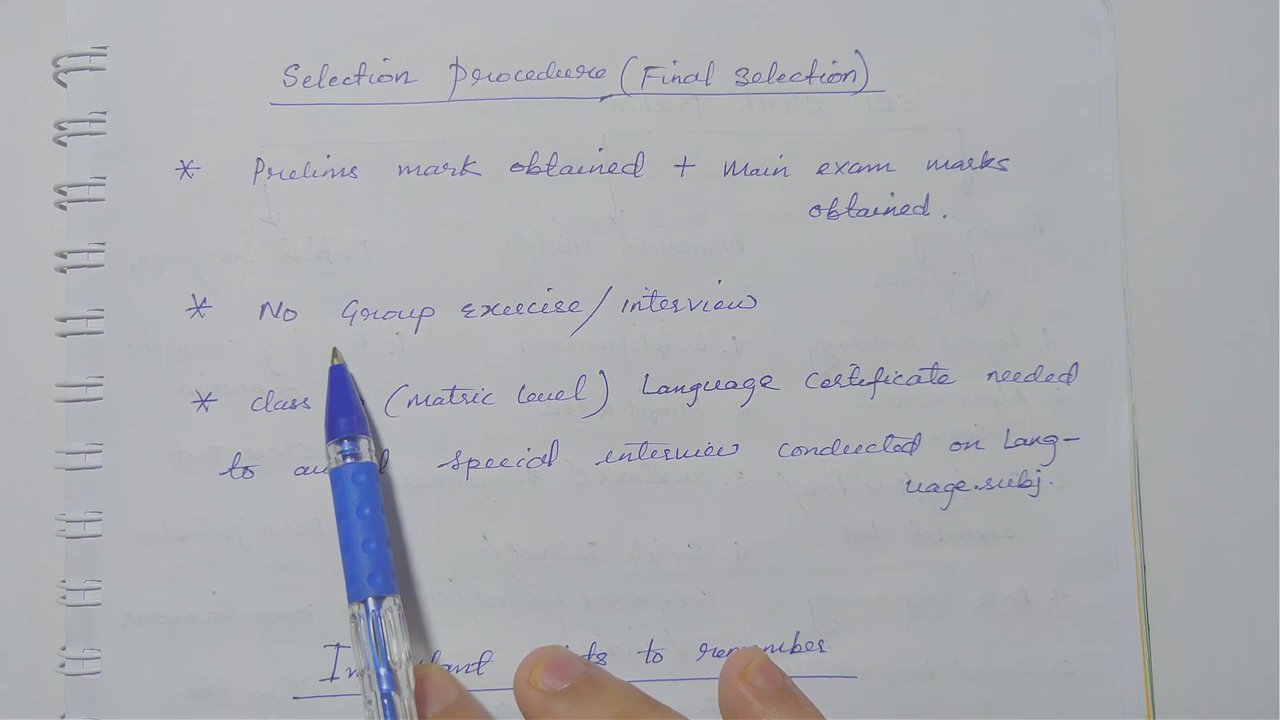 Selection Procedure (Final Selection)
* Prelims mark obtained + Main exam marks
obtained.
* No Group exercise/interview
* Class (Matric level) Language certificate needed
to special interview conducted on Lang-
uage subj.
to remember